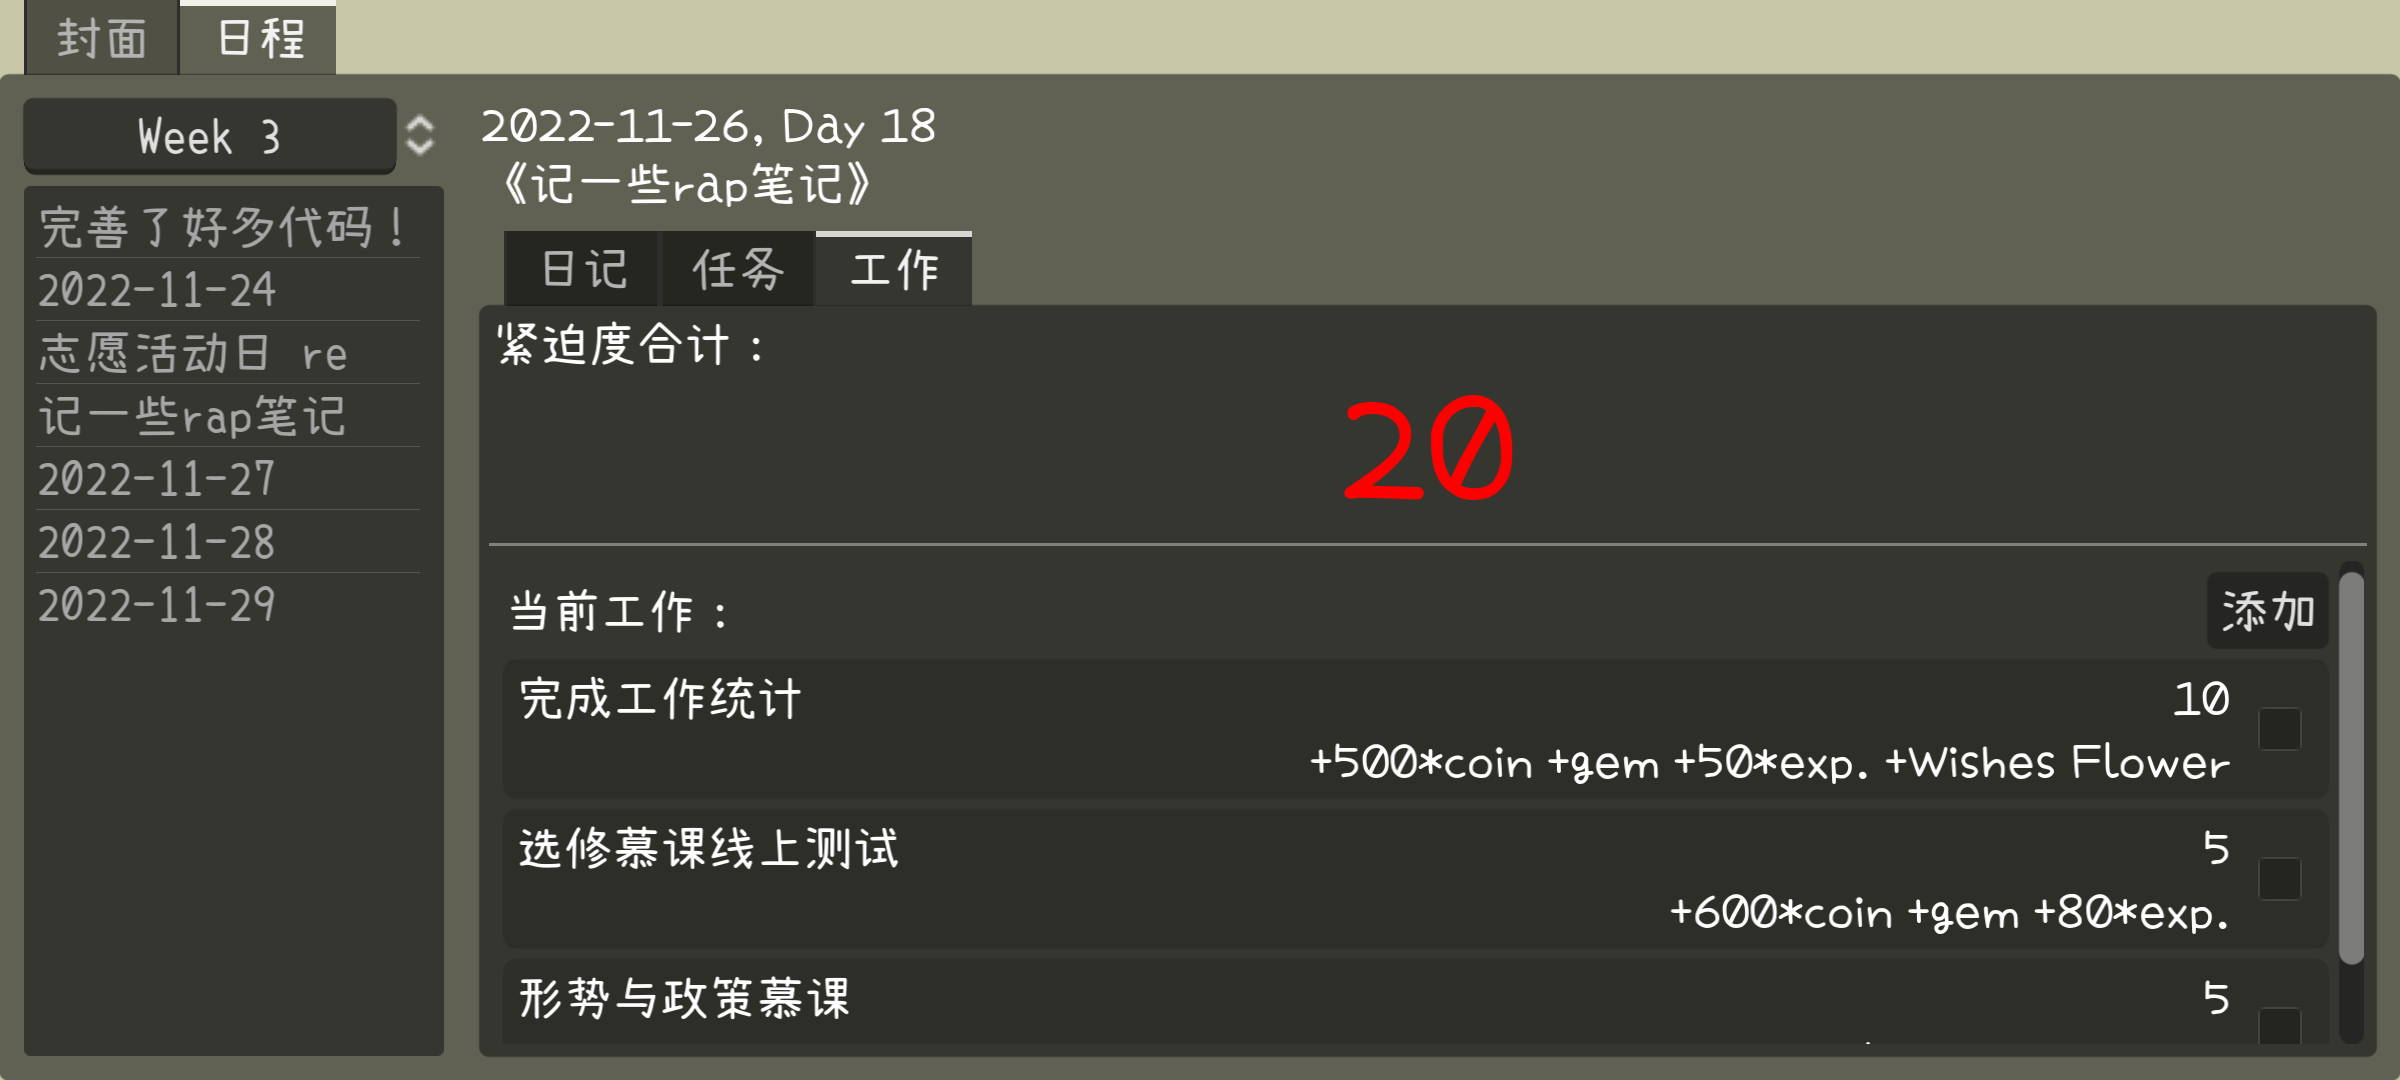 封面 日程
Week 3
完善了好多代码！
2022-11-24
志愿活动日 re
记一些rap笔记
2022-11-27
2022-11-28
2022-11-29
2022-11-26, Day 18
《记一些rap笔记》
日记 任务 工作
紧迫度合计：
20
当前工作： 添加
完成工作统计 10
+500*coin +gem +50*exp. +Wishes Flower
选修慕课线上测试 5
+600*coin +gem +80*exp.
形势与政策慕课 5